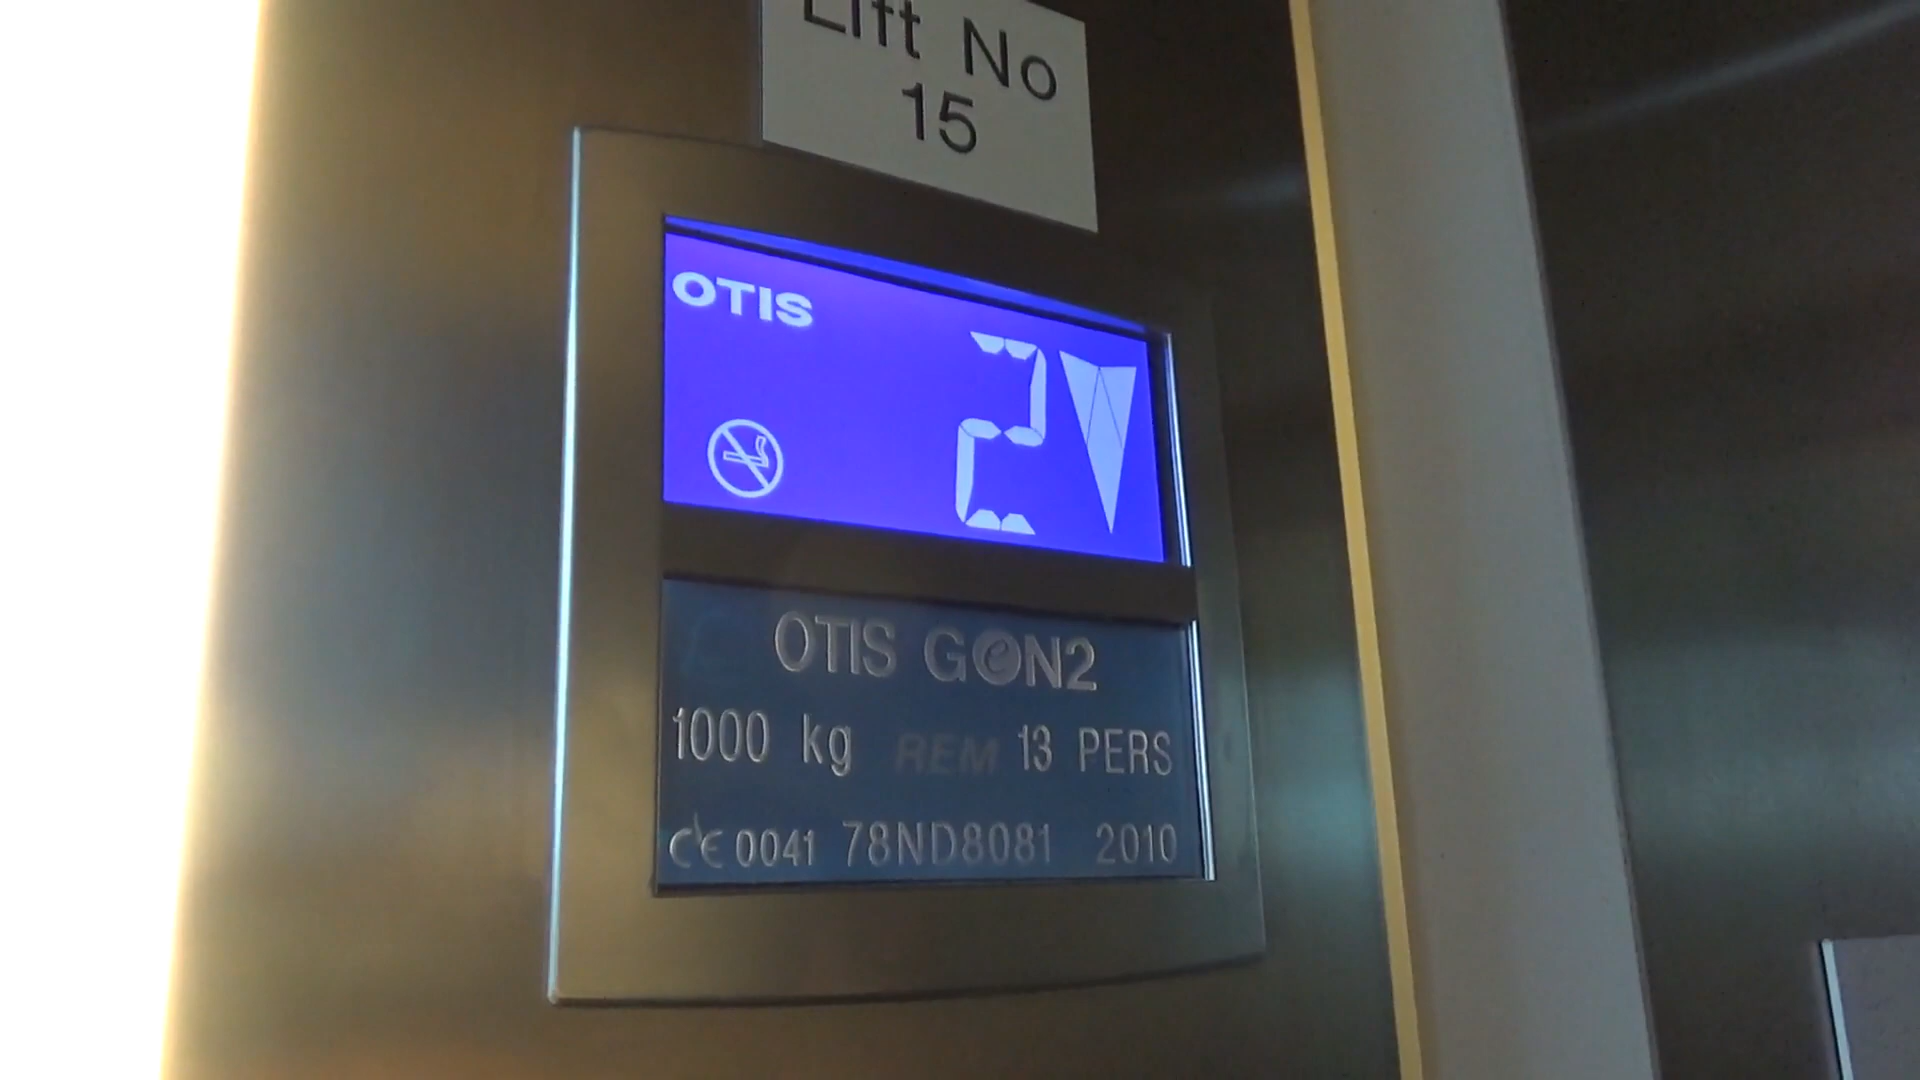 Lift No
15
OTIS
2
OTIS GeN2
1000 kg REM 13 PERS
CE 0041 78ND8081 2010